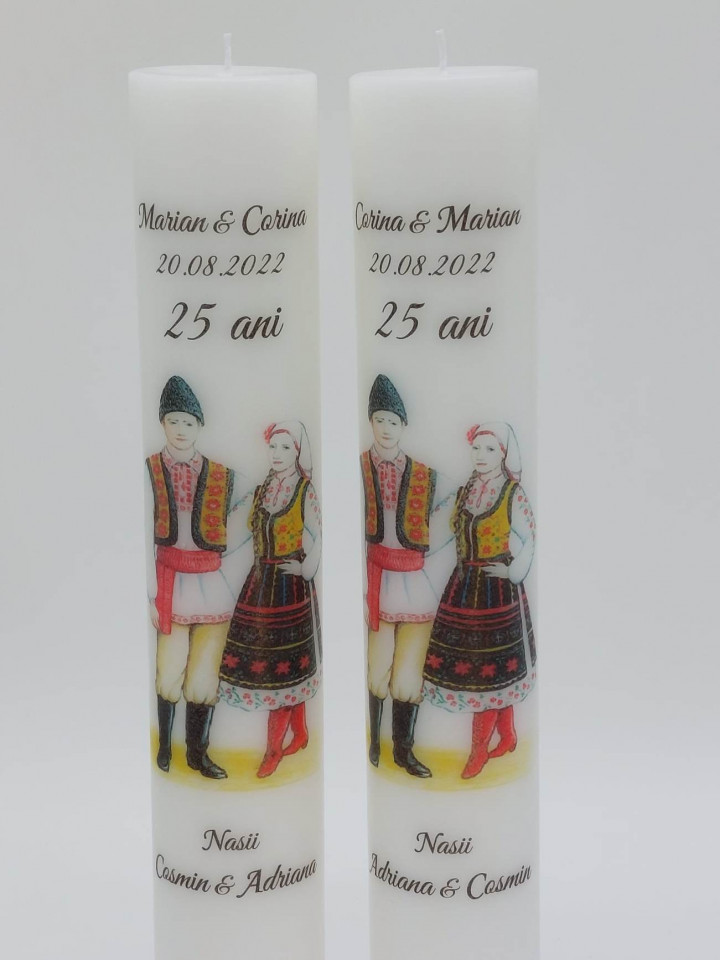 Marian & Corina
20.08.2022
25 ani
Nasii
Cosmin & Adriana
Corina & Marian
20.08.2022
25 ani
Nasii
Adriana & Cosmin